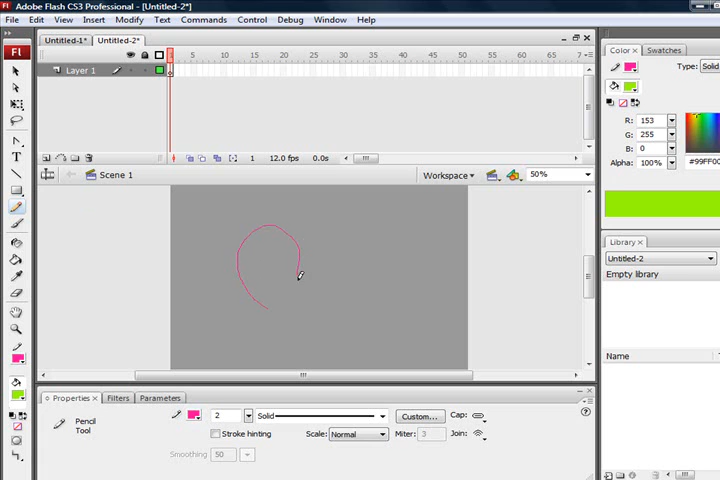 Adobe Flash CS3 Professional - [Untitled-2*]
File Edit View Insert Modify Text Commands Control Debug Window Help
Untitled-1* Untitled-2*
5 10 15 20 25 30 35 40 45 50 55 60 65 7
Layer 1
1 12.0 fps 0.0s
Scene 1 Workspace 50%
Fl
Color Swatches
Type: Solid
R: 153
G: 255
B: 0
Alpha: 100% #99FF00
Library
Untitled-2
Empty library
Name
Properties Filters Parameters
Pencil Tool
2 Solid Custom... Cap:
Stroke hinting Scale: Normal Miter: 3 Join:
Smoothing: 50